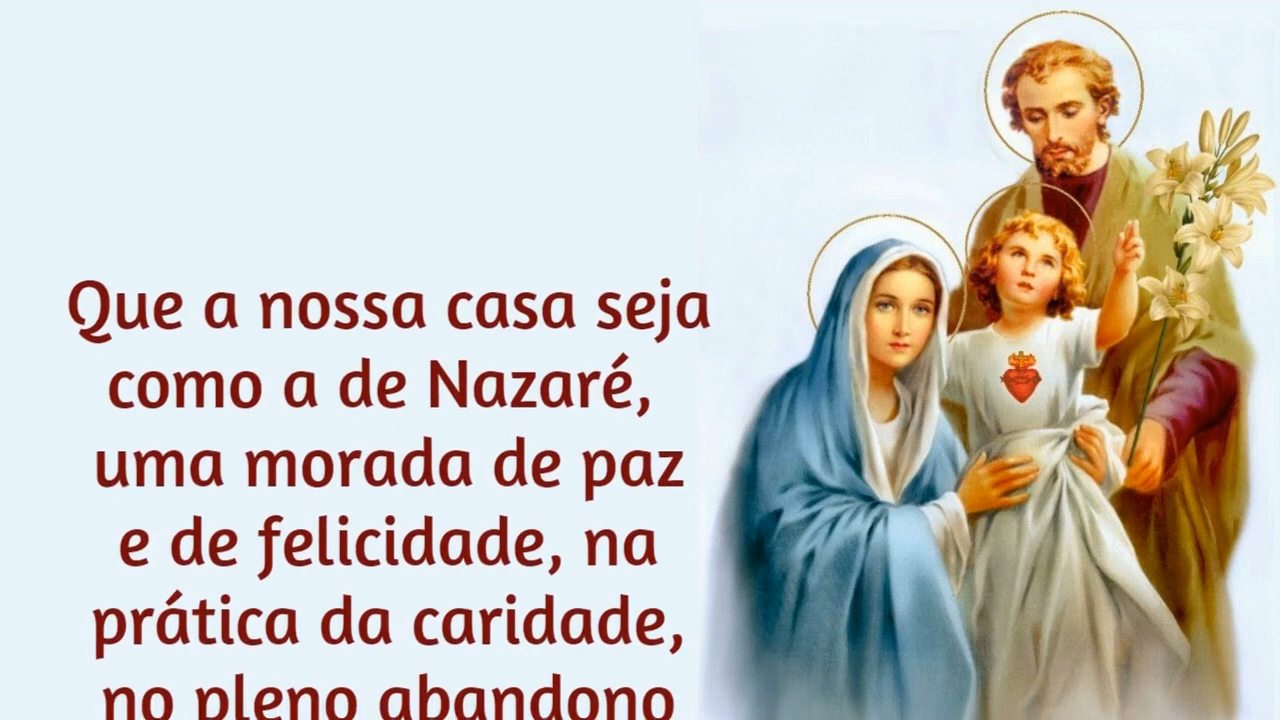 Que a nossa casa seja
como a de Nazaré,
uma morada de paz
e de felicidade, na
prática da caridade,
no pleno abandono